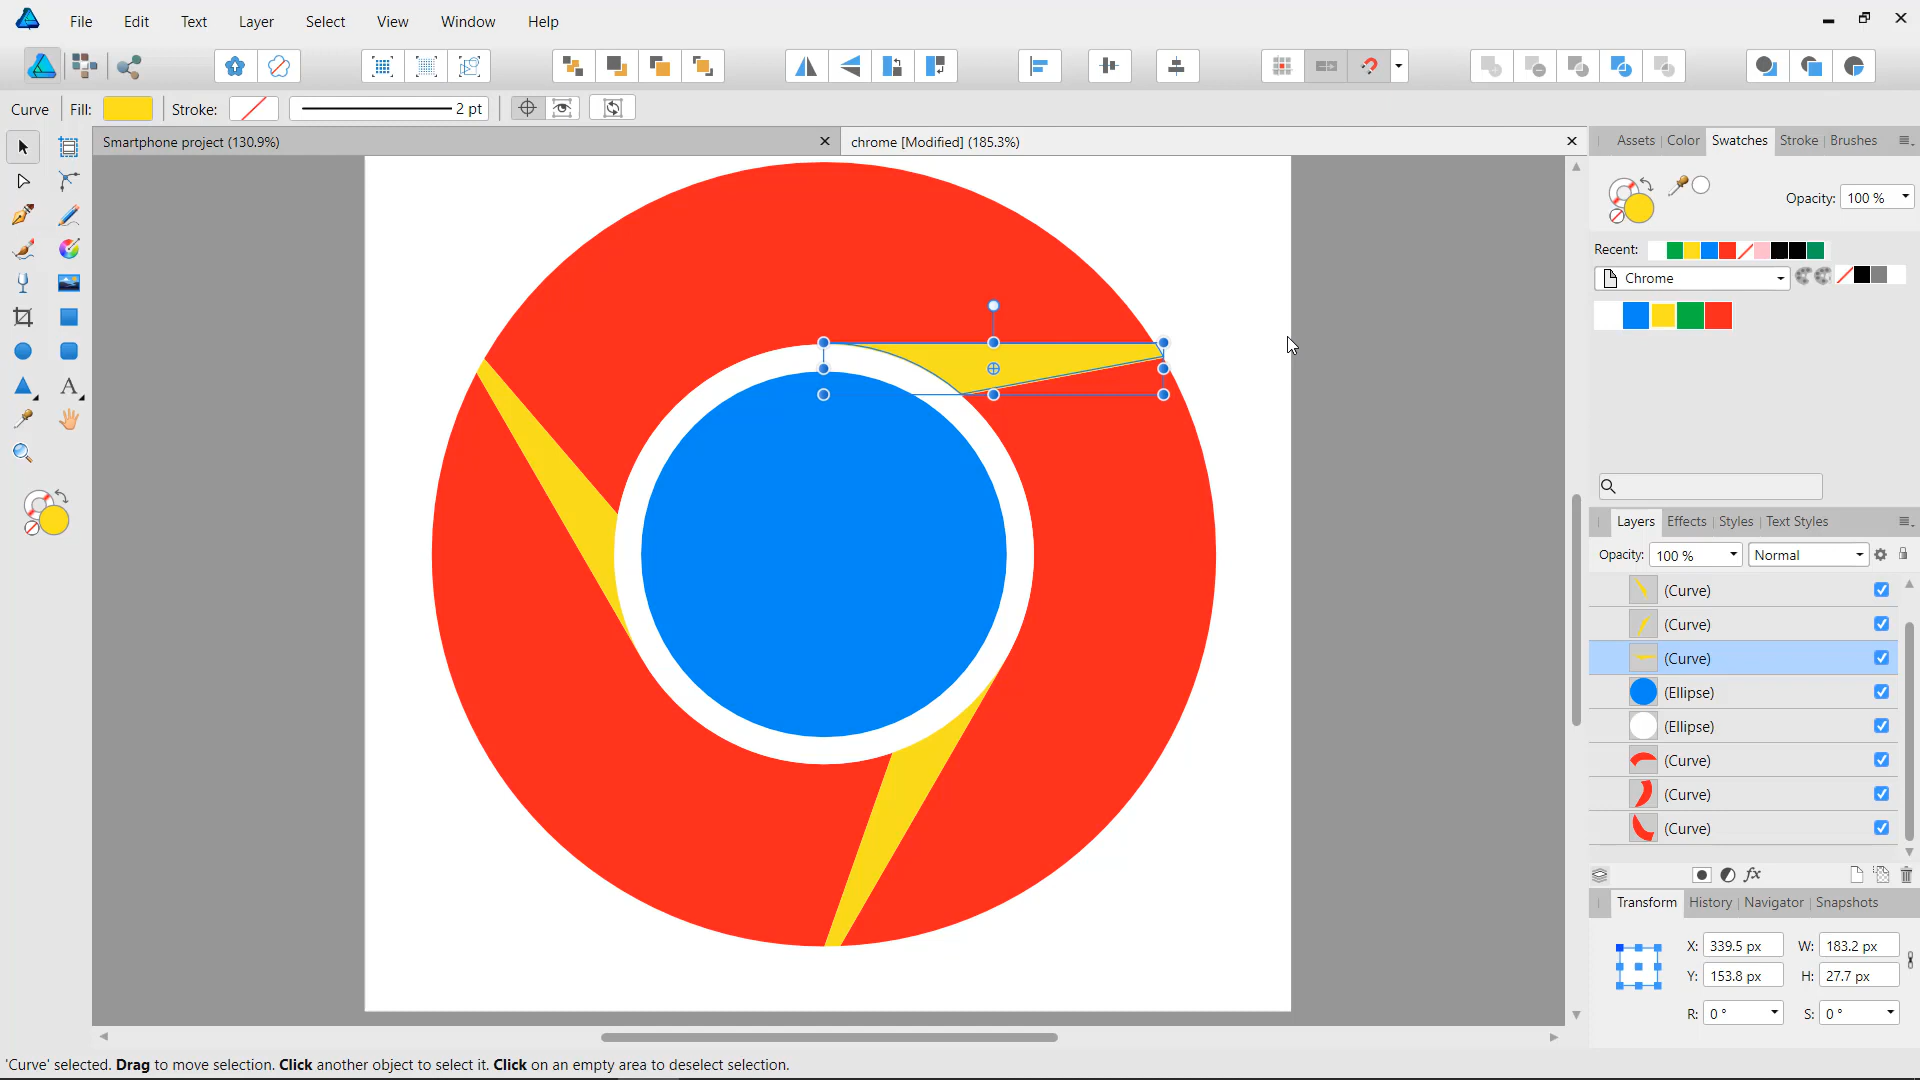 File Edit Text Layer Select View Window Help
Curve Fill: Stroke: 2 pt
Smartphone project (130.9%)
chrome [Modified] (185.3%)
Assets Color Swatches Stroke Brushes
Opacity: 100 %
Recent:
Chrome
Layers Effects Styles Text Styles
Opacity: 100 % Normal
(Curve)
(Curve)
(Curve)
(Ellipse)
(Ellipse)
(Curve)
(Curve)
(Curve)
fx
Transform History Navigator Snapshots
X: 339.5 px W: 183.2 px
Y: 153.8 px H: 27.7 px
R: 0 ° S: 0 °
'Curve' selected. Drag to move selection. Click another object to select it. Click on an empty area to deselect selection.